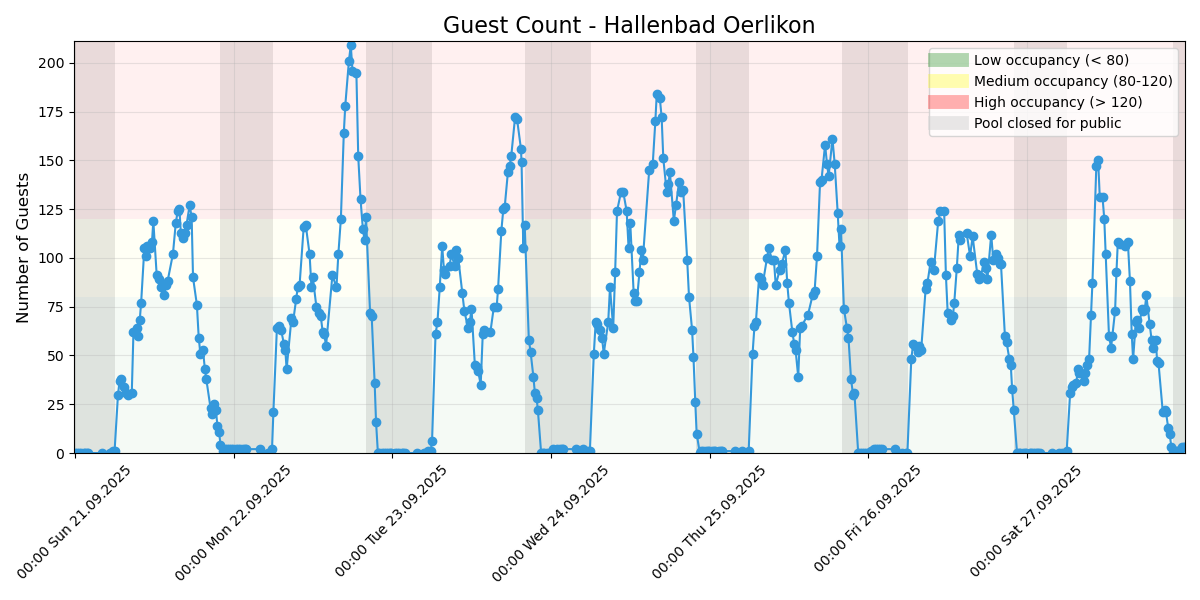 Guest Count - Hallenbad Oerlikon
Number of Guests
200
175
150
125
100
75
50
25
0
Low occupancy (< 80)
Medium occupancy (80-120)
High occupancy (> 120)
Pool closed for public
00:00 Sun 21.09.2025
00:00 Mon 22.09.2025
00:00 Tue 23.09.2025
00:00 Wed 24.09.2025
00:00 Thu 25.09.2025
00:00 Fri 26.09.2025
00:00 Sat 27.09.2025